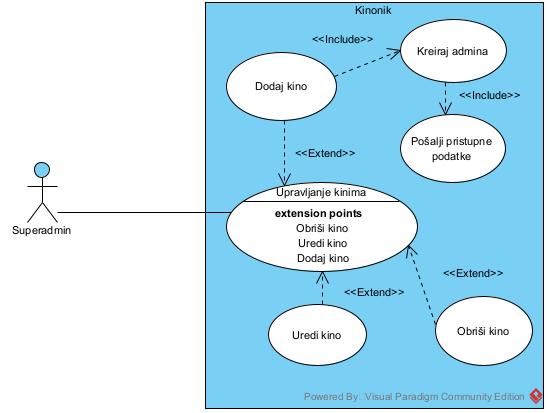 Kinonik
<<Include>>
Kreiraj admina
Dodaj kino
<<Include>>
Pošalji pristupne
podatke
<<Extend>>
Upravljanje kinima
extension points
Obriši kino
Uredi kino
Dodaj kino
Superadmin
<<Extend>>
<<Extend>>
Uredi kino
Obriši kino
Powered By: Visual Paradigm Community Edition